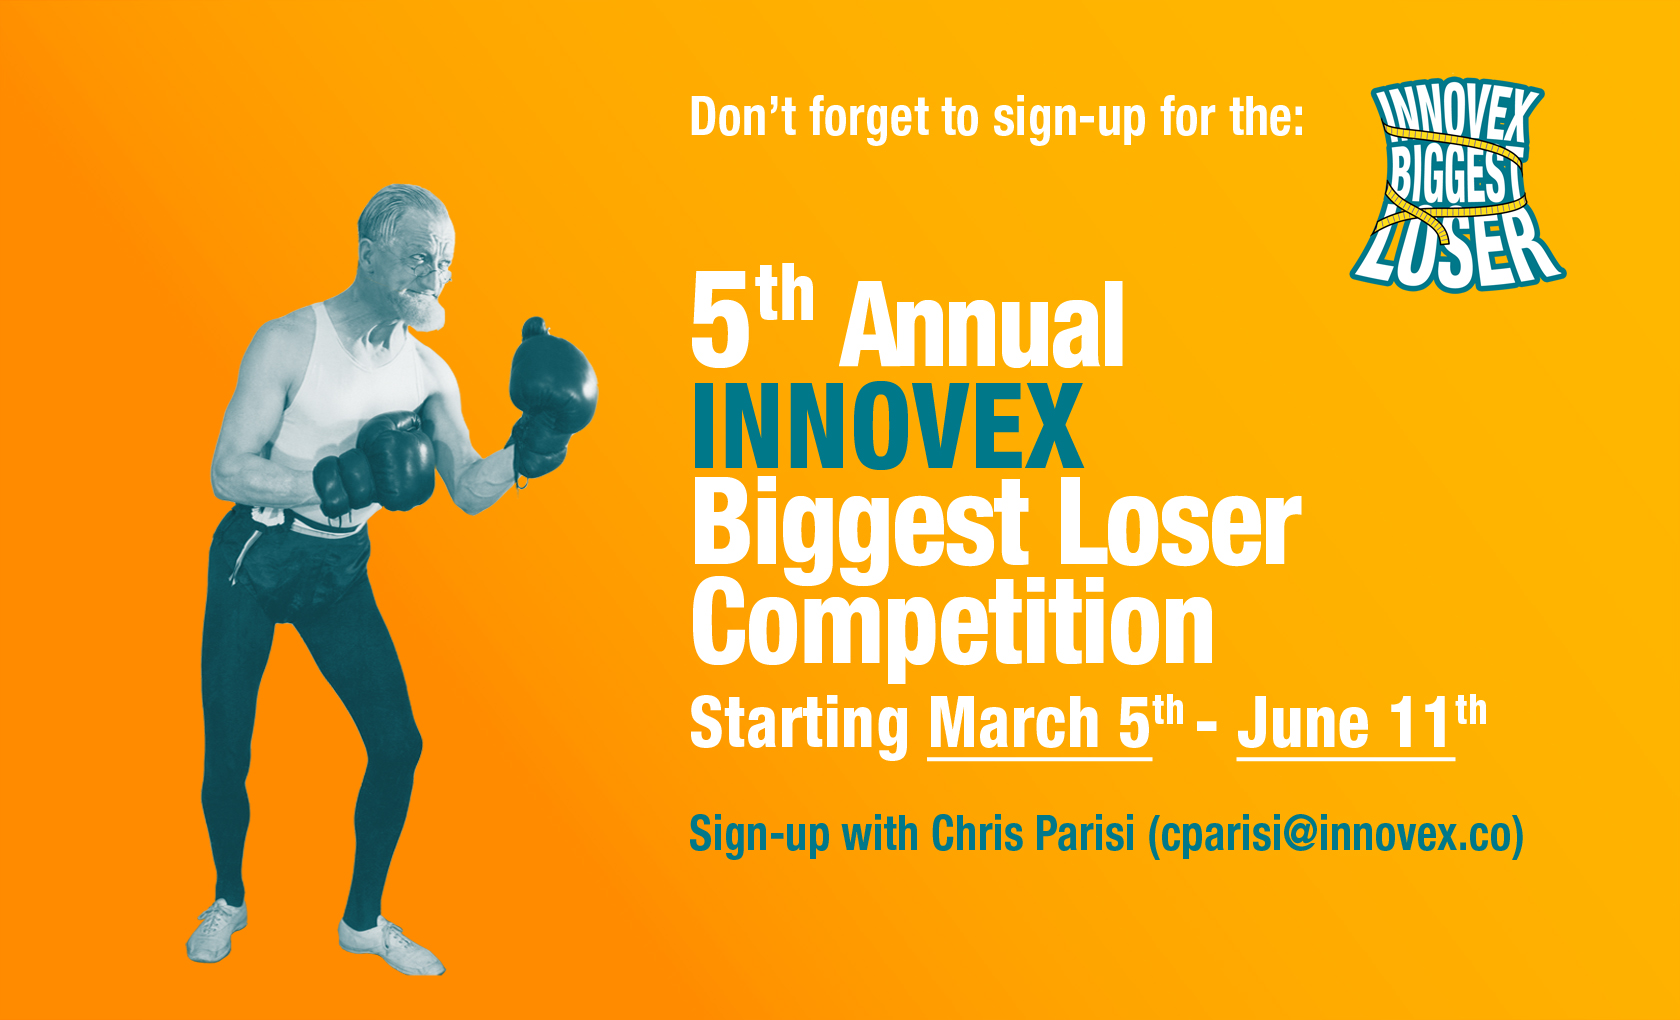 Don’t forget to sign-up for the:
INNOVEX
BIGGEST
LOSER
5th Annual
INNOVEX
Biggest Loser
Competition
Starting March 5th - June 11th
Sign-up with Chris Parisi (cparisi@innovex.co)